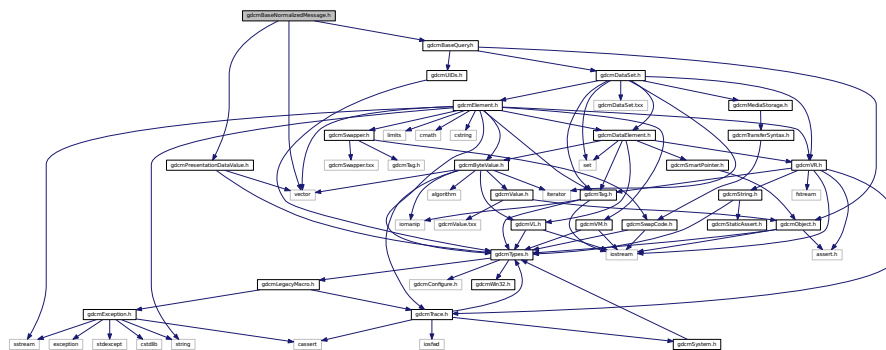 gdcmBaseNormalizedMessage.h
gdcmBaseQuery.h
gdcmUIDs.h
gdcmDataSet.h
gdcmElement.h
gdcmDataSet.txx
gdcmMediaStorage.h
gdcmSwapper.h
limits
cmath
cstring
gdcmDataElement.h
gdcmTransferSyntax.h
gdcmPresentationDataValue.h
gdcmSwapper.txx
gdcmTag.h
gdcmByteValue.h
set
gdcmSmartPointer.h
gdcmVR.h
vector
algorithm
gdcmValue.h
iterator
gdcmTag.h
gdcmString.h
fstream
iomanip
gdcmValue.txx
gdcmVL.h
gdcmVM.h
gdcmSwapCode.h
gdcmStaticAssert.h
gdcmObject.h
gdcmTypes.h
iostream
assert.h
gdcmLegacyMacro.h
gdcmConfigure.h
gdcmWin32.h
gdcmException.h
gdcmTrace.h
sstream
exception
stdexcept
cstdlib
string
cassert
iosfwd
gdcmSystem.h